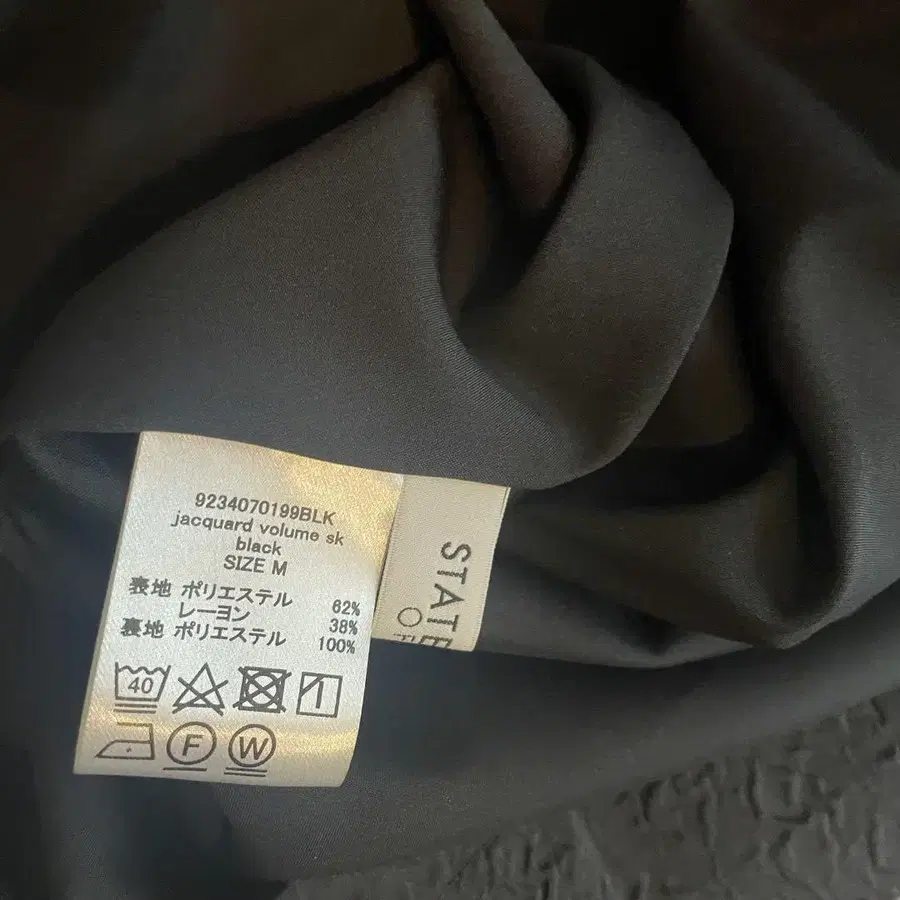 9234070199BLK
jacquard volume sk
black
SIZE M
表地 ポリエステル 62%
レーヨン 38%
裏地 ポリエステル 100%
40
F W